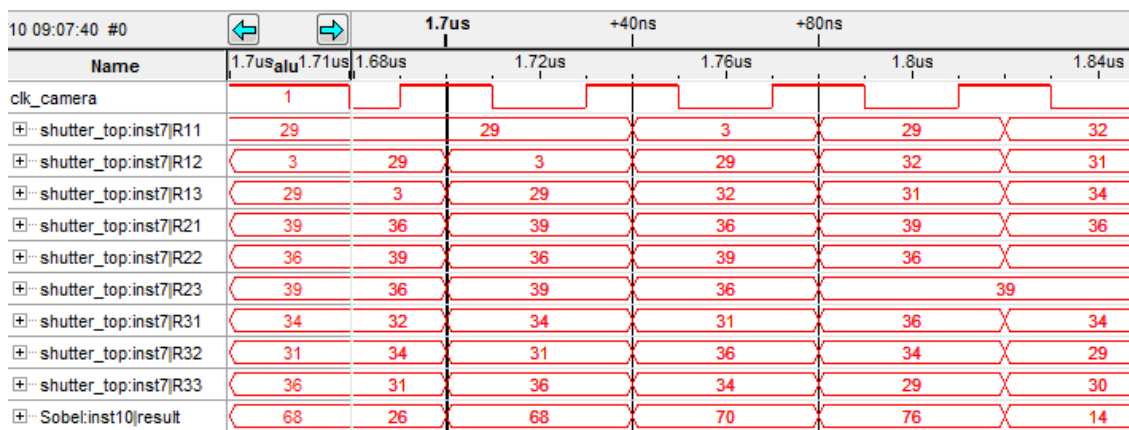 10 09:07:40 #0 1.7us +40ns +80ns
Name 1.7usalu1.71us 1.68us 1.72us 1.76us 1.8us 1.84us
clk_camera 1
shutter_top:inst7|R11 29 29 3 29 32
shutter_top:inst7|R12 3 29 3 29 32 31
shutter_top:inst7|R13 29 3 29 32 31 34
shutter_top:inst7|R21 39 36 39 36 39 36
shutter_top:inst7|R22 36 39 36 39 36
shutter_top:inst7|R23 39 36 39 36 39
shutter_top:inst7|R31 34 32 34 31 36 34
shutter_top:inst7|R32 31 34 31 36 34 29
shutter_top:inst7|R33 36 31 36 34 29 30
Sobel:inst10|result 68 26 68 70 76 14